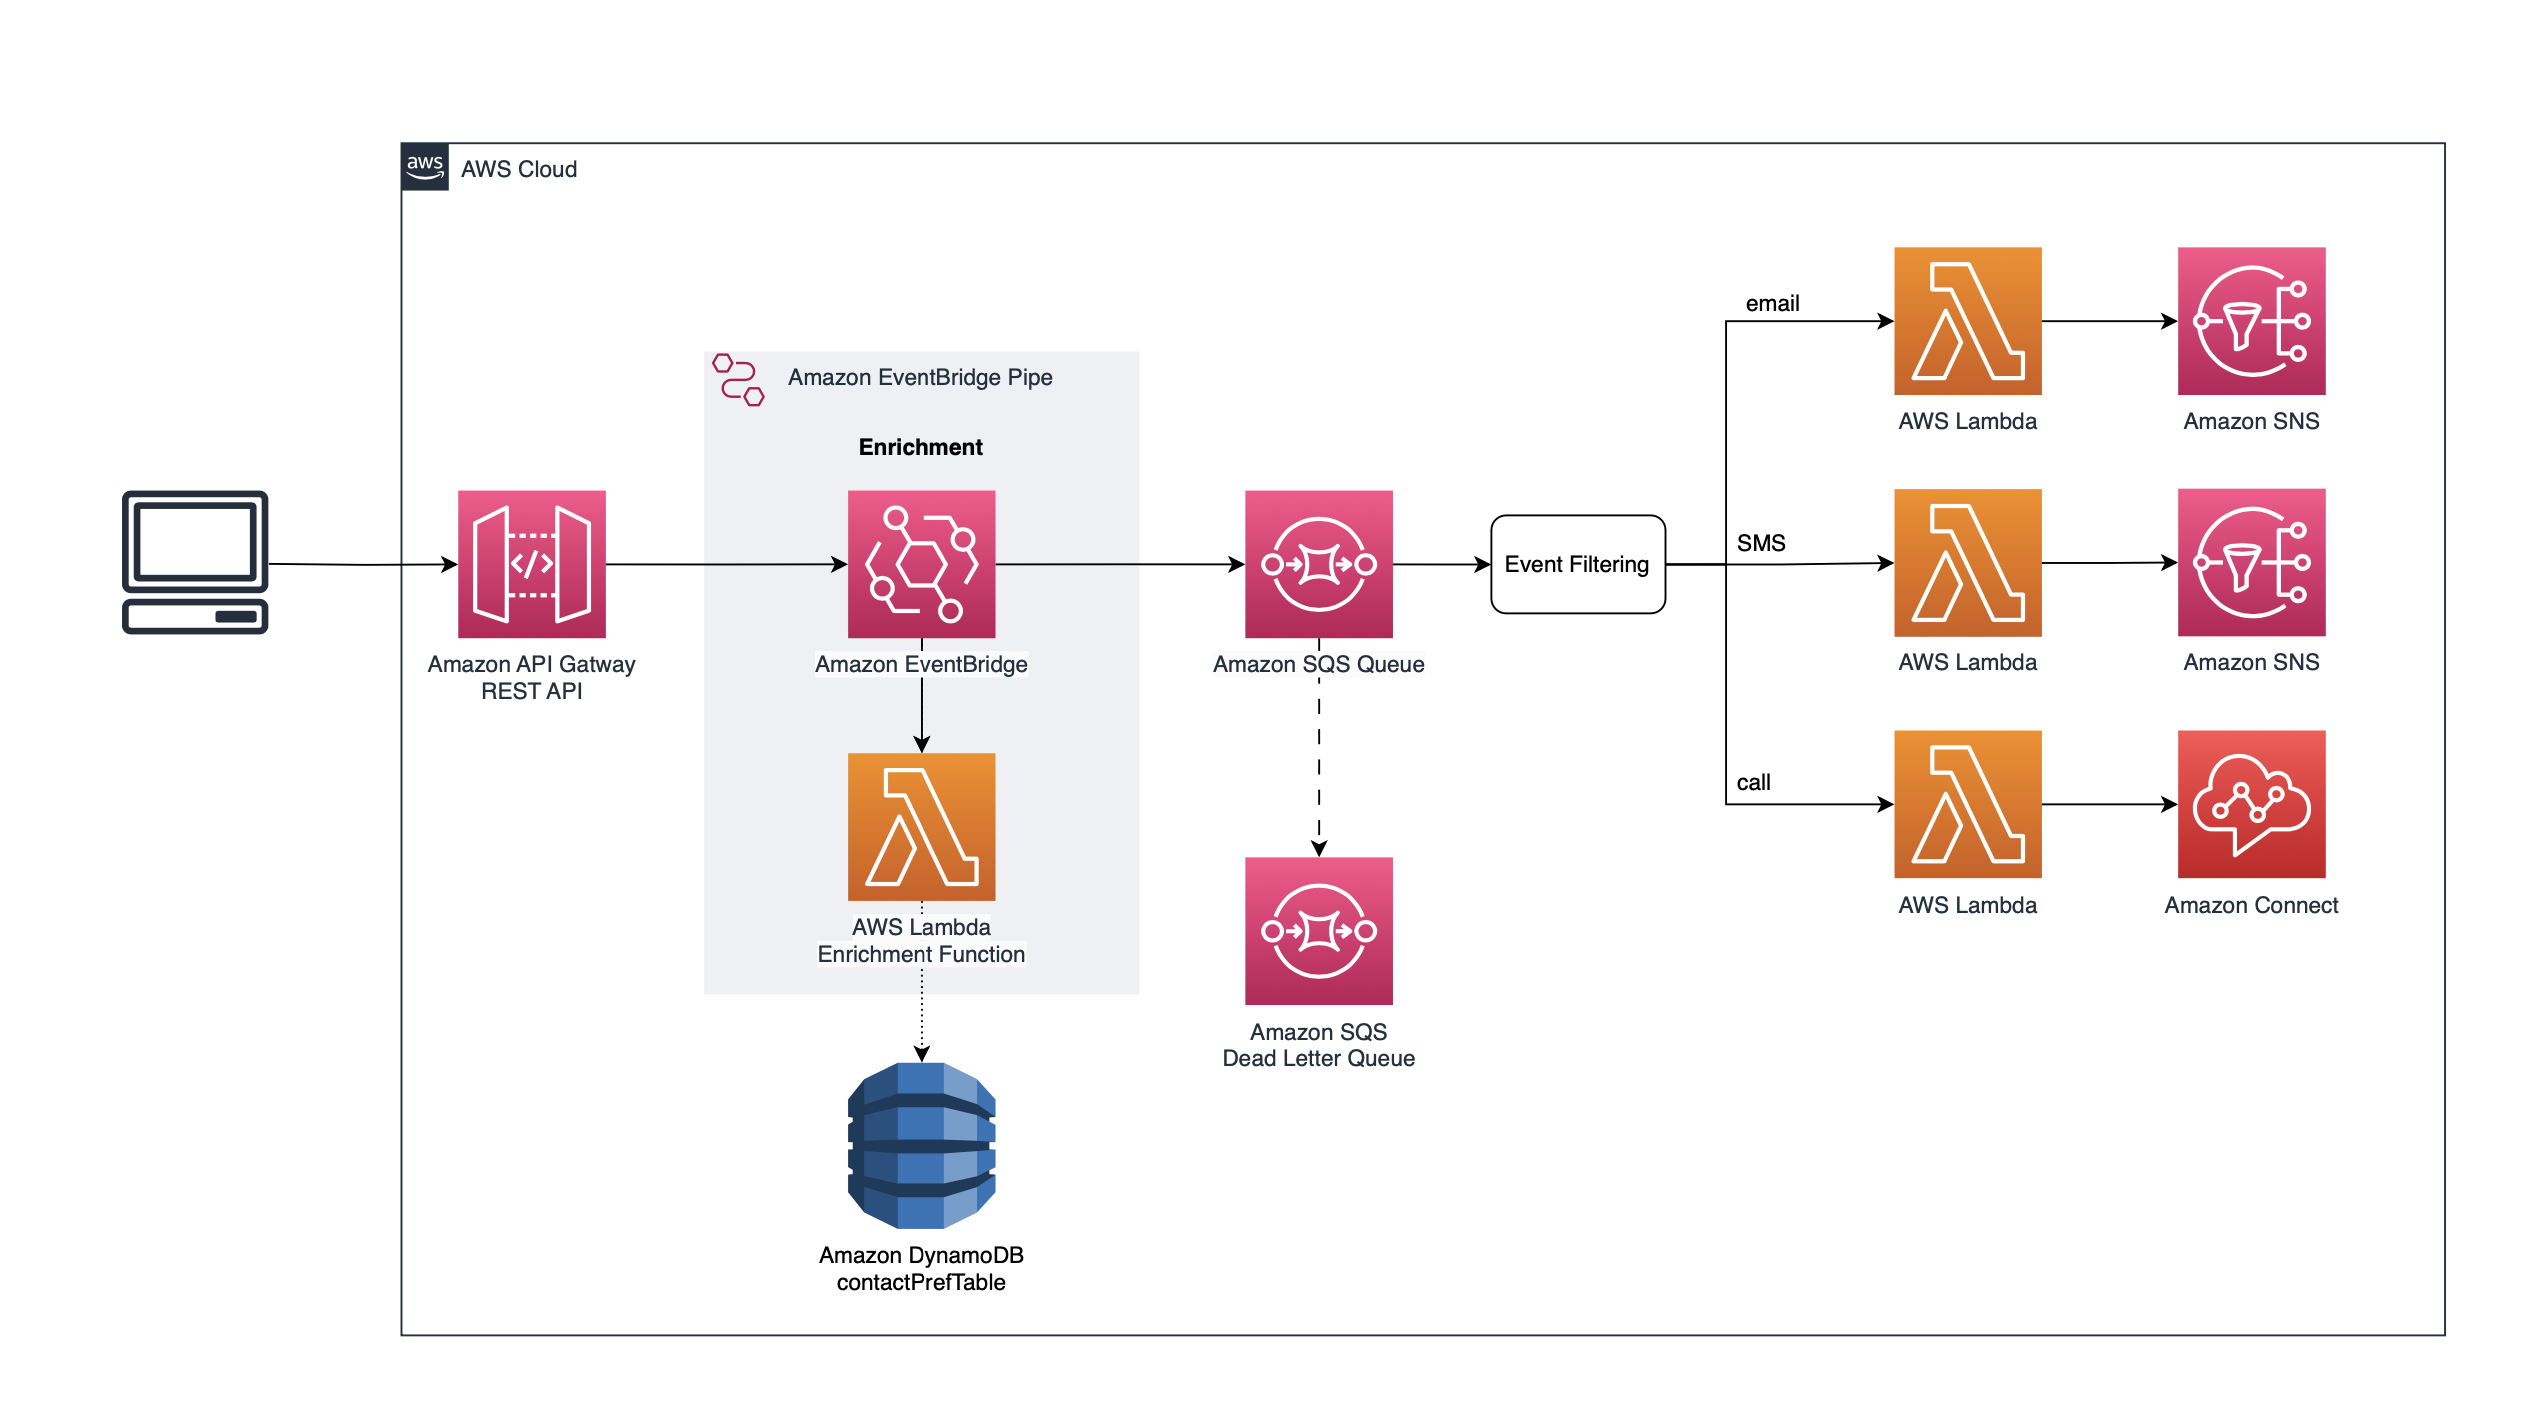 aws
AWS Cloud
Amazon EventBridge Pipe
Enrichment
Amazon API Gatway
REST API
Amazon EventBridge
AWS Lambda
Enrichment Function
Amazon DynamoDB
contactPrefTable
Amazon SQS Queue
Amazon SQS
Dead Letter Queue
Event Filtering
email
SMS
call
AWS Lambda
Amazon SNS
AWS Lambda
Amazon SNS
AWS Lambda
Amazon Connect